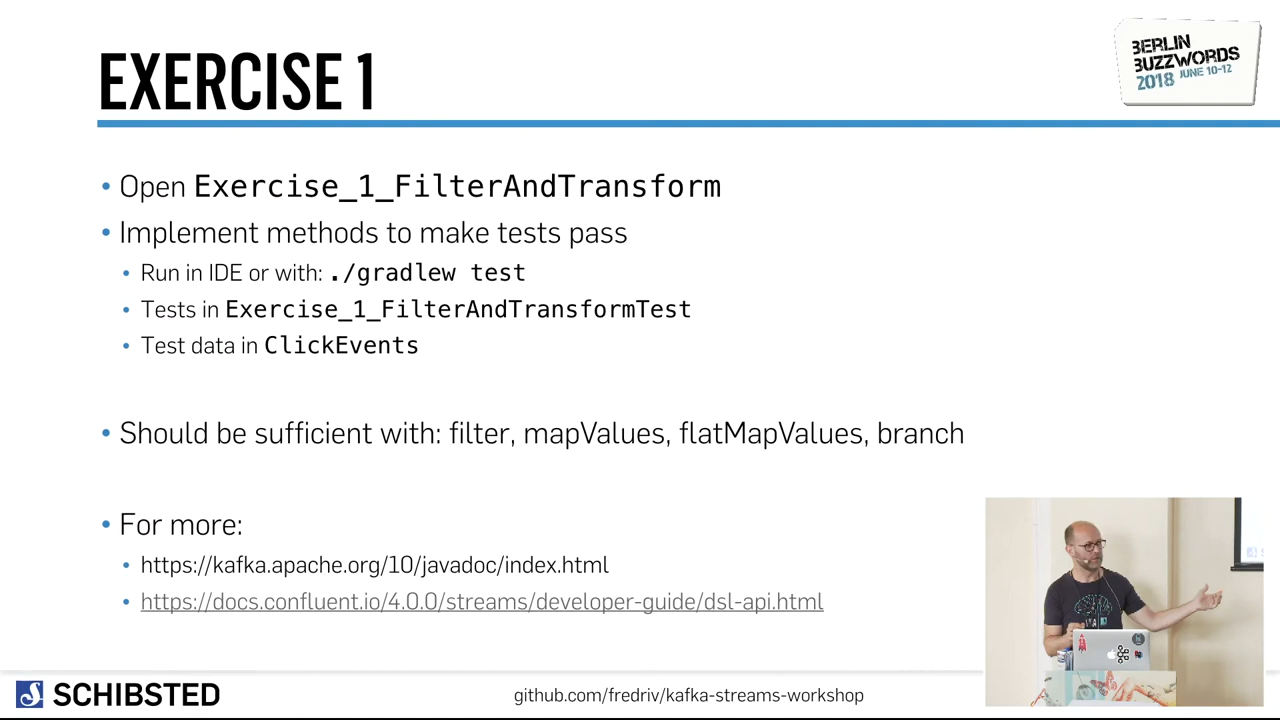 EXERCISE 1
BERLIN
BUZZWORDS
2018 JUNE 10-12
• Open Exercise_1_FilterAndTransform
• Implement methods to make tests pass
• Run in IDE or with: ./gradlew test
• Tests in Exercise_1_FilterAndTransformTest
• Test data in ClickEvents
• Should be sufficient with: filter, mapValues, flatMapValues, branch
• For more:
• https://kafka.apache.org/10/javadoc/index.html
• https://docs.confluent.io/4.0.0/streams/developer-guide/dsl-api.html
SCHIBSTED
github.com/fredriv/kafka-streams-workshop